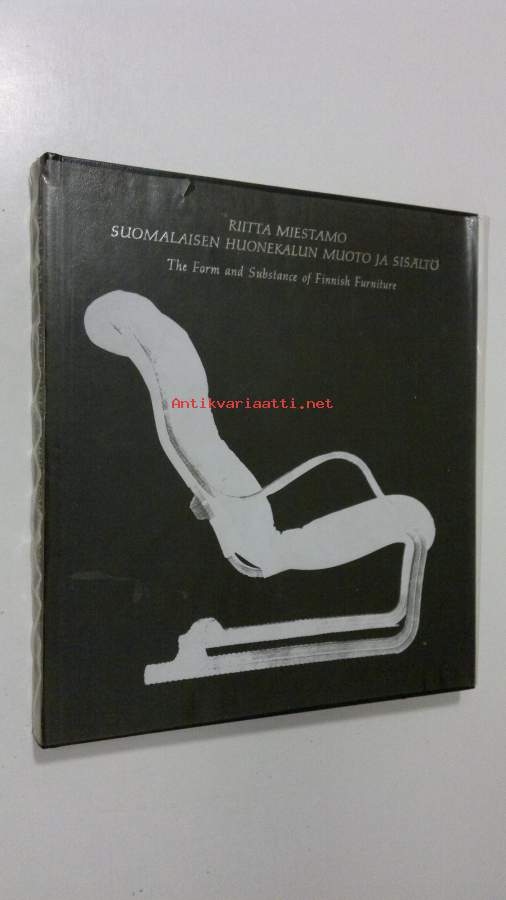 RIITTA MIESTAMO
SUOMALAISEN HUONEKALUN MUOTO JA SISÄLTÖ
The Form and Substance of Finnish Furniture
Antikvariaatti.net